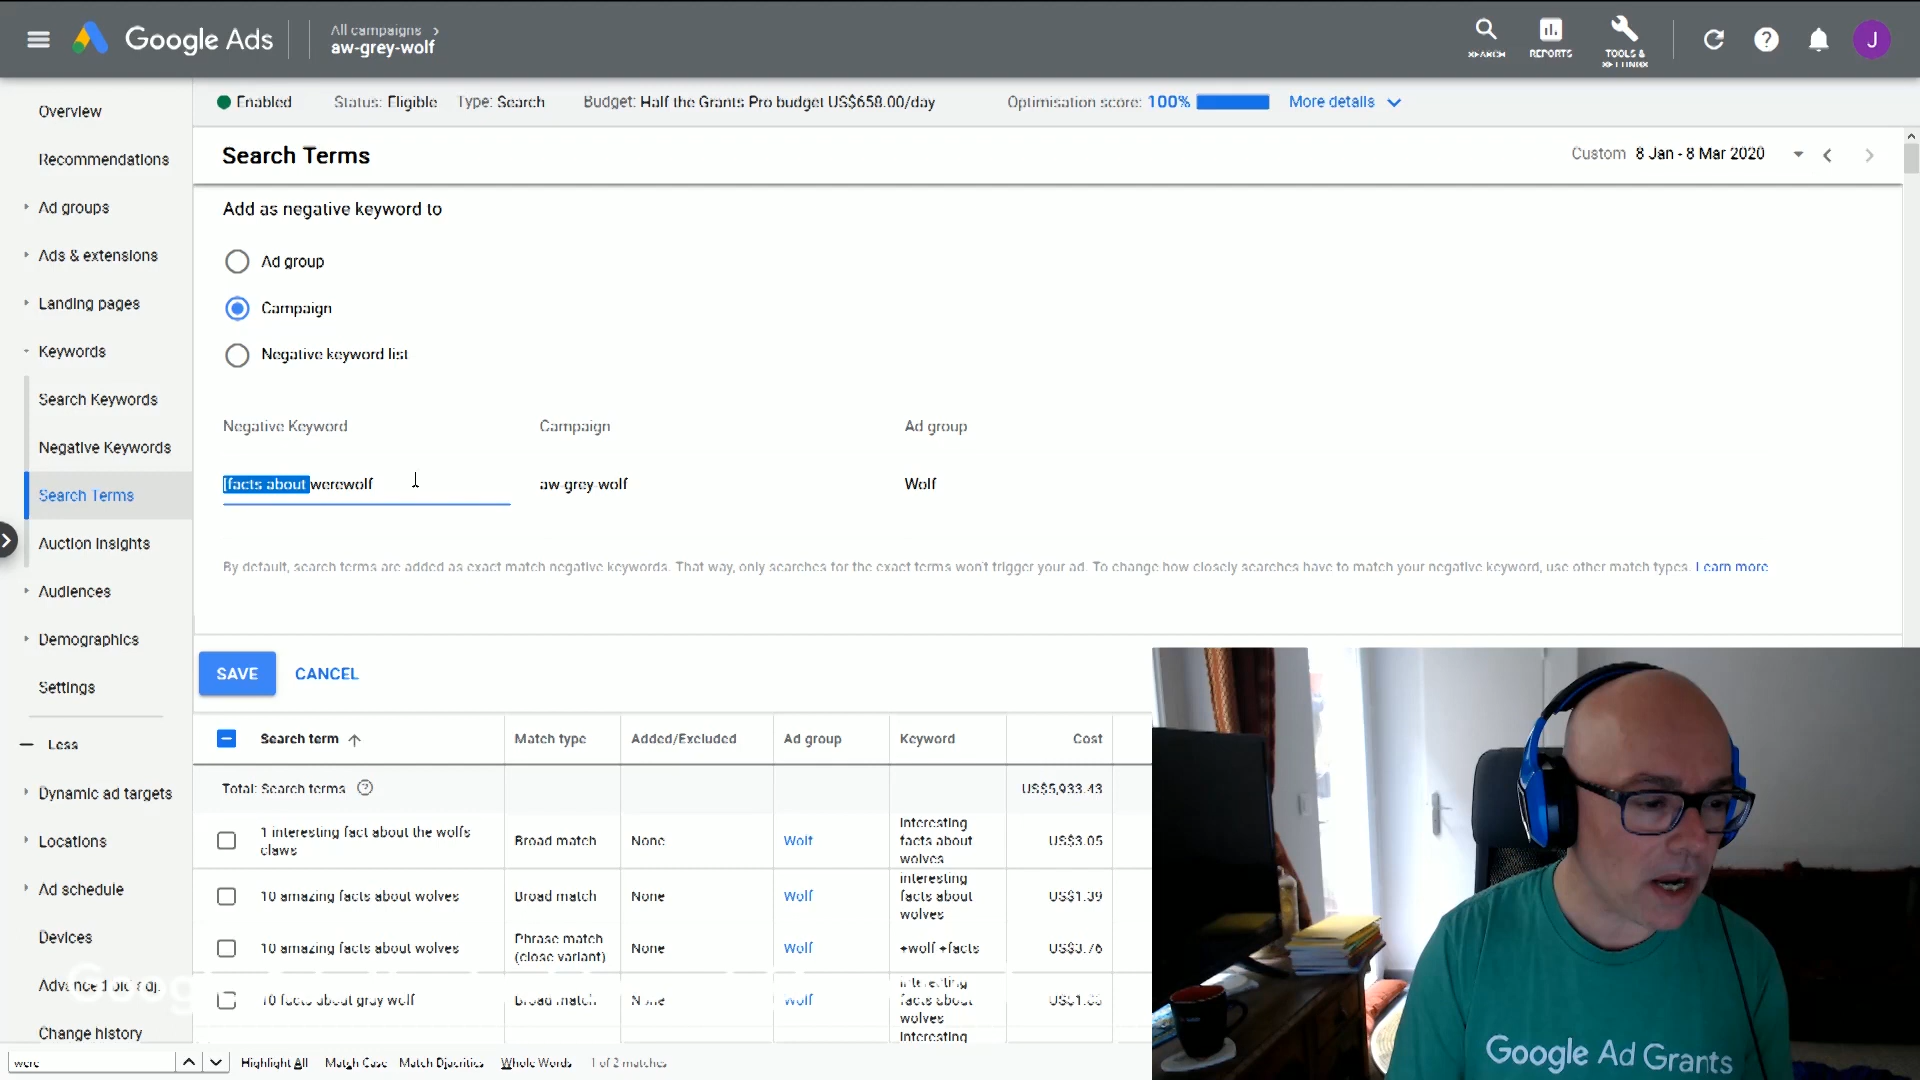 Google Ads
All campaigns
aw-grey-wolf
SEARCH
REPORTS
TOOLS &
SETTINGS
J
Enabled
Status: Eligible
Type: Search
Budget: Half the Grants Pro budget US$658.00/day
Optimisation score: 100%
More details
Overview
Recommendations
Ad groups
Ads & extensions
Landing pages
Keywords
Search Keywords
Negative Keywords
Search Terms
Auction Insights
Audiences
Demographics
Settings
Less
Dynamic ad targets
Locations
Ad schedule
Devices
Change history
Search Terms
Custom 8 Jan - 8 Mar 2020
Add as negative keyword to
Ad group
Campaign
Negative keyword list
Negative Keyword Campaign Ad group
[facts about werewolf aw-grey-wolf Wolf
By default, search terms are added as exact match negative keywords. That way, only searches for the exact terms won't trigger your ad. To change how closely searches have to match your negative keyword, use other match types. Learn more
SAVE CANCEL
Search term Match type Added/Excluded Ad group Keyword Cost
Total: Search terms US$5,933.43
1 interesting fact about the wolfs claws Broad match None Wolf interesting facts about wolves US$3.05
10 amazing facts about wolves Broad match None Wolf interesting facts about wolves US$1.39
10 amazing facts about wolves Phrase match (close variant) None Wolf +wolf +facts US$3.76
10 facts about gray wolf Broad match None Wolf interesting facts about wolves
interesting
were
Highlight All Match Case Match Diacritics Whole Words 1 of 2 matches
Google Ad Grants